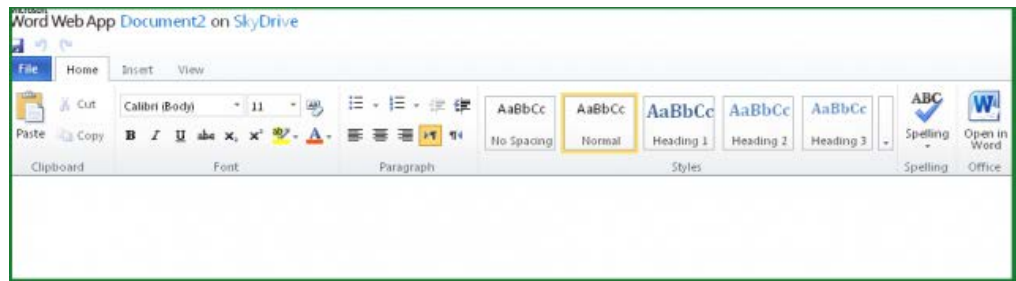 Microsoft
Word Web App Document2 on SkyDrive
File Home Insert View
Paste Cut Copy
Calibri (Body) 11
B I U abc x, x²
A
AaBbCc AaBbCc AaBbCc AaBbCc AaBbCc
No Spacing Normal Heading 1 Heading 2 Heading 3
ABC
Spelling
W
Open in
Word
Clipboard Font Paragraph Styles Spelling Office